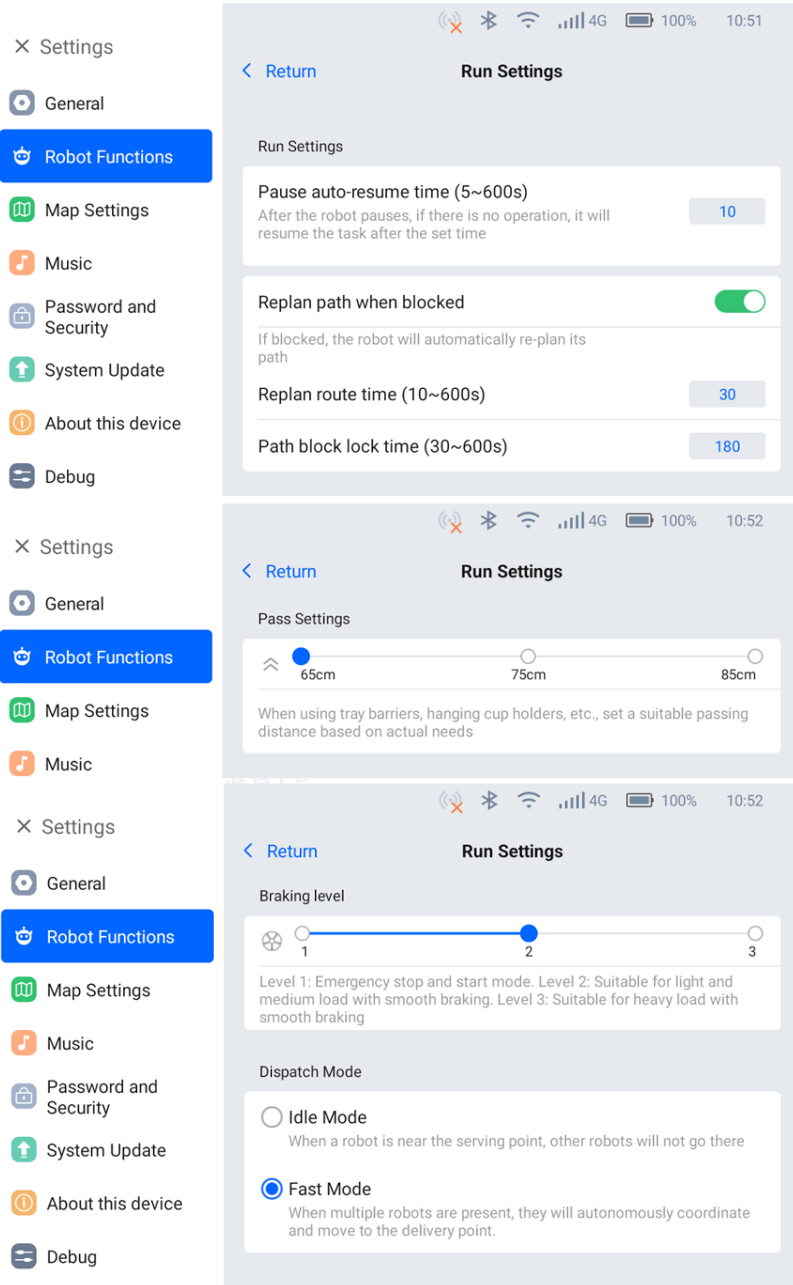 4G 100% 10:51
Settings
Return Run Settings
General
Robot Functions
Map Settings
Music
Password and
Security
System Update
About this device
Debug
Run Settings
Pause auto-resume time (5~600s)
After the robot pauses, if there is no operation, it will
resume the task after the set time
10
Replan path when blocked
If blocked, the robot will automatically re-plan its
path
Replan route time (10~600s) 30
Path block lock time (30~600s) 180
4G 100% 10:52
Settings
Return Run Settings
General
Robot Functions
Map Settings
Music
Pass Settings
65cm 75cm 85cm
When using tray barriers, hanging cup holders, etc., set a suitable passing
distance based on actual needs
4G 100% 10:52
Settings
Return Run Settings
General
Robot Functions
Map Settings
Music
Password and
Security
System Update
About this device
Debug
Braking level
1 2 3
Level 1: Emergency stop and start mode. Level 2: Suitable for light and
medium load with smooth braking. Level 3: Suitable for heavy load with
smooth braking
Dispatch Mode
Idle Mode
When a robot is near the serving point, other robots will not go there
Fast Mode
When multiple robots are present, they will autonomously coordinate
and move to the delivery point.